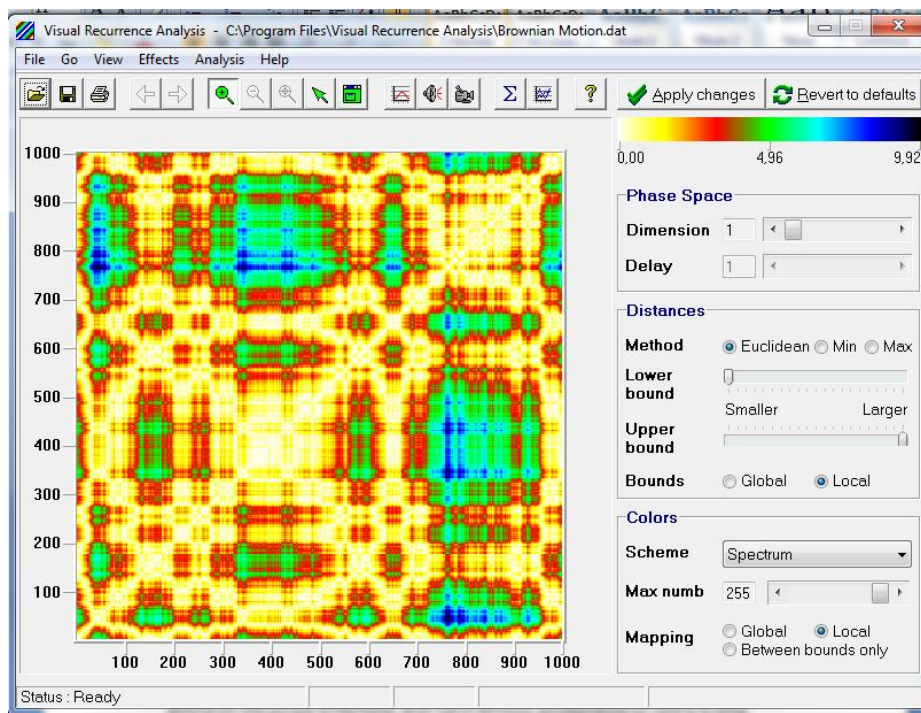 Visual Recurrence Analysis - C:\Program Files\Visual Recurrence Analysis\Brownian Motion.dat
File Go View Effects Analysis Help
Apply changes Revert to defaults
0,00 4,96 9,92
Phase Space
Dimension 1
Delay 1
Distances
Method Euclidean Min Max
Lower bound
Smaller Larger
Upper bound
Bounds Global Local
Colors
Scheme Spectrum
Max numb 255
Mapping Global Local
Between bounds only
1000
900
800
700
600
500
400
300
200
100
100 200 300 400 500 600 700 800 900 1000
Status : Ready